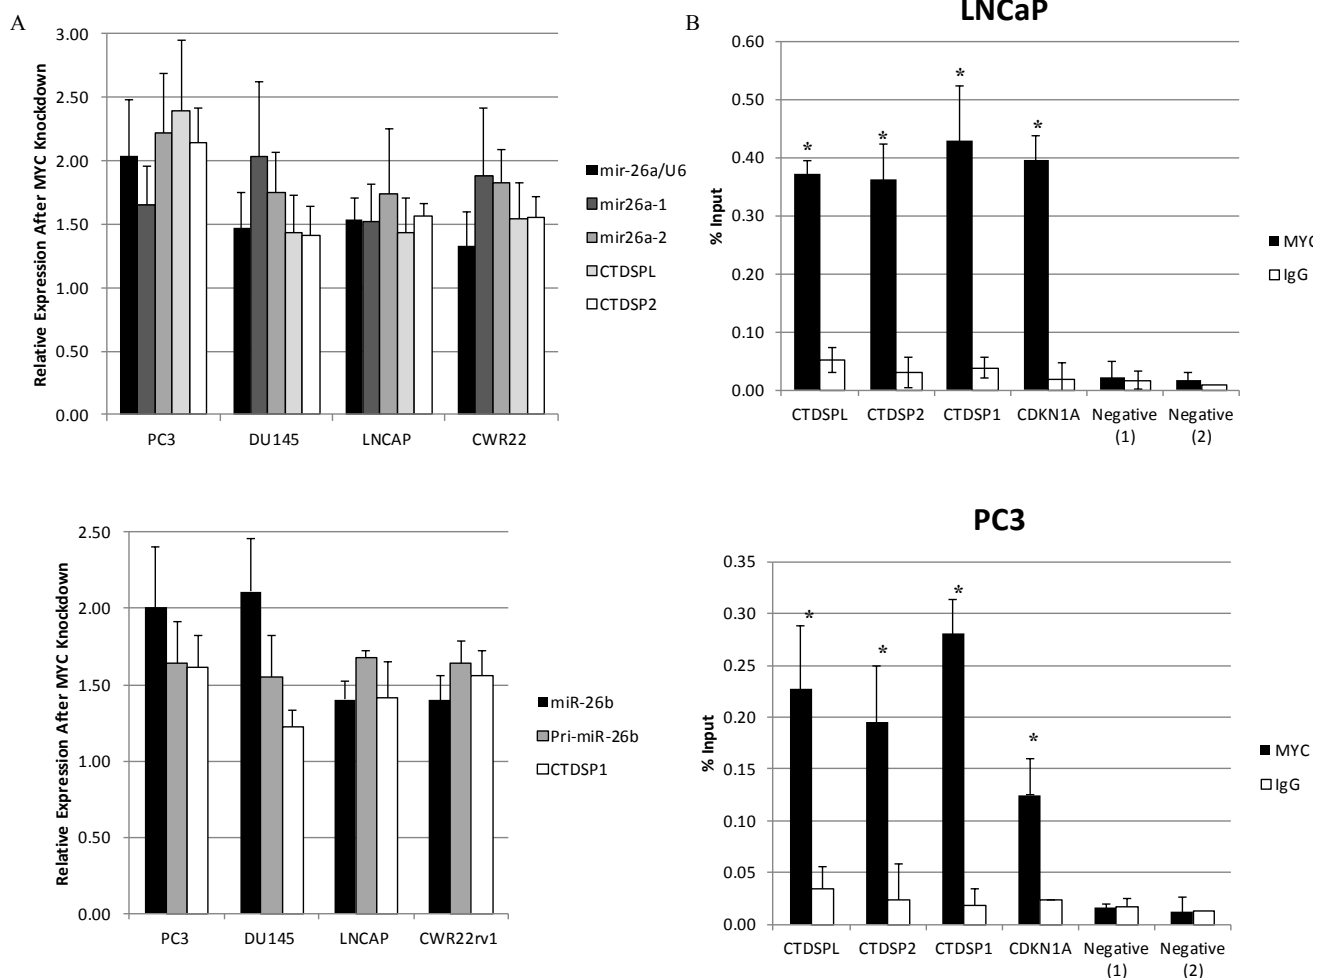 A
3.00
2.50
2.00
1.50
1.00
0.50
0.00
Relative Expression After MYC Knockdown
PC3
DU145
LNCAP
CWR22
mir-26a/U6
mir26a-1
mir26a-2
CTDSPL
CTDSP2
B
LNCaP
0.60
0.50
0.40
0.30
0.20
0.10
0.00
% Input
*
*
*
*
CTDSPL
CTDSP2
CTDSP1
CDKN1A
Negative
(1)
Negative
(2)
MYC
IgG
2.50
2.00
1.50
1.00
0.50
0.00
Relative Expression After MYC Knockdown
PC3
DU145
LNCAP
CWR22rv1
miR-26b
Pri-miR-26b
CTDSP1
PC3
0.35
0.30
0.25
0.20
0.15
0.10
0.05
0.00
% Input
*
*
*
*
CTDSPL
CTDSP2
CTDSP1
CDKN1A
Negative
(1)
Negative
(2)
MYC
IgG